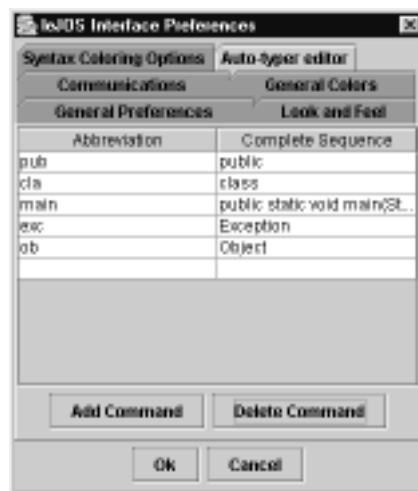 leJOS Interface Preferences
Syntax Coloring Options Auto-typer editor
Communications General Colors
General Preferences Look and Feel
Abbreviation Complete Sequence
pub public
cla class
main public static void main(St...
exc Exception
ob Object
Add Command Delete Command
Ok Cancel